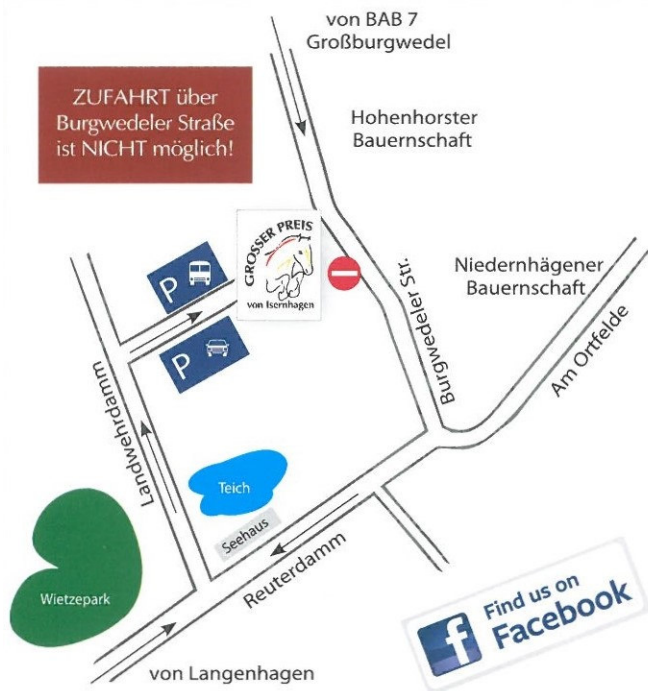 von BAB 7
Großburgwedel
ZUFAHRT über
Burgwedeler Straße
ist NICHT möglich!
Hohenhorster
Bauernschaft
GROSSER PREIS
von Isernhagen
P
P
Burgwedeler Str.
Niedernhägener
Bauernschaft
Am Ortfelde
Landwehrdamm
Teich
Seehaus
Reuterdamm
Wietzepark
von Langenhagen
f
Find us on
Facebook